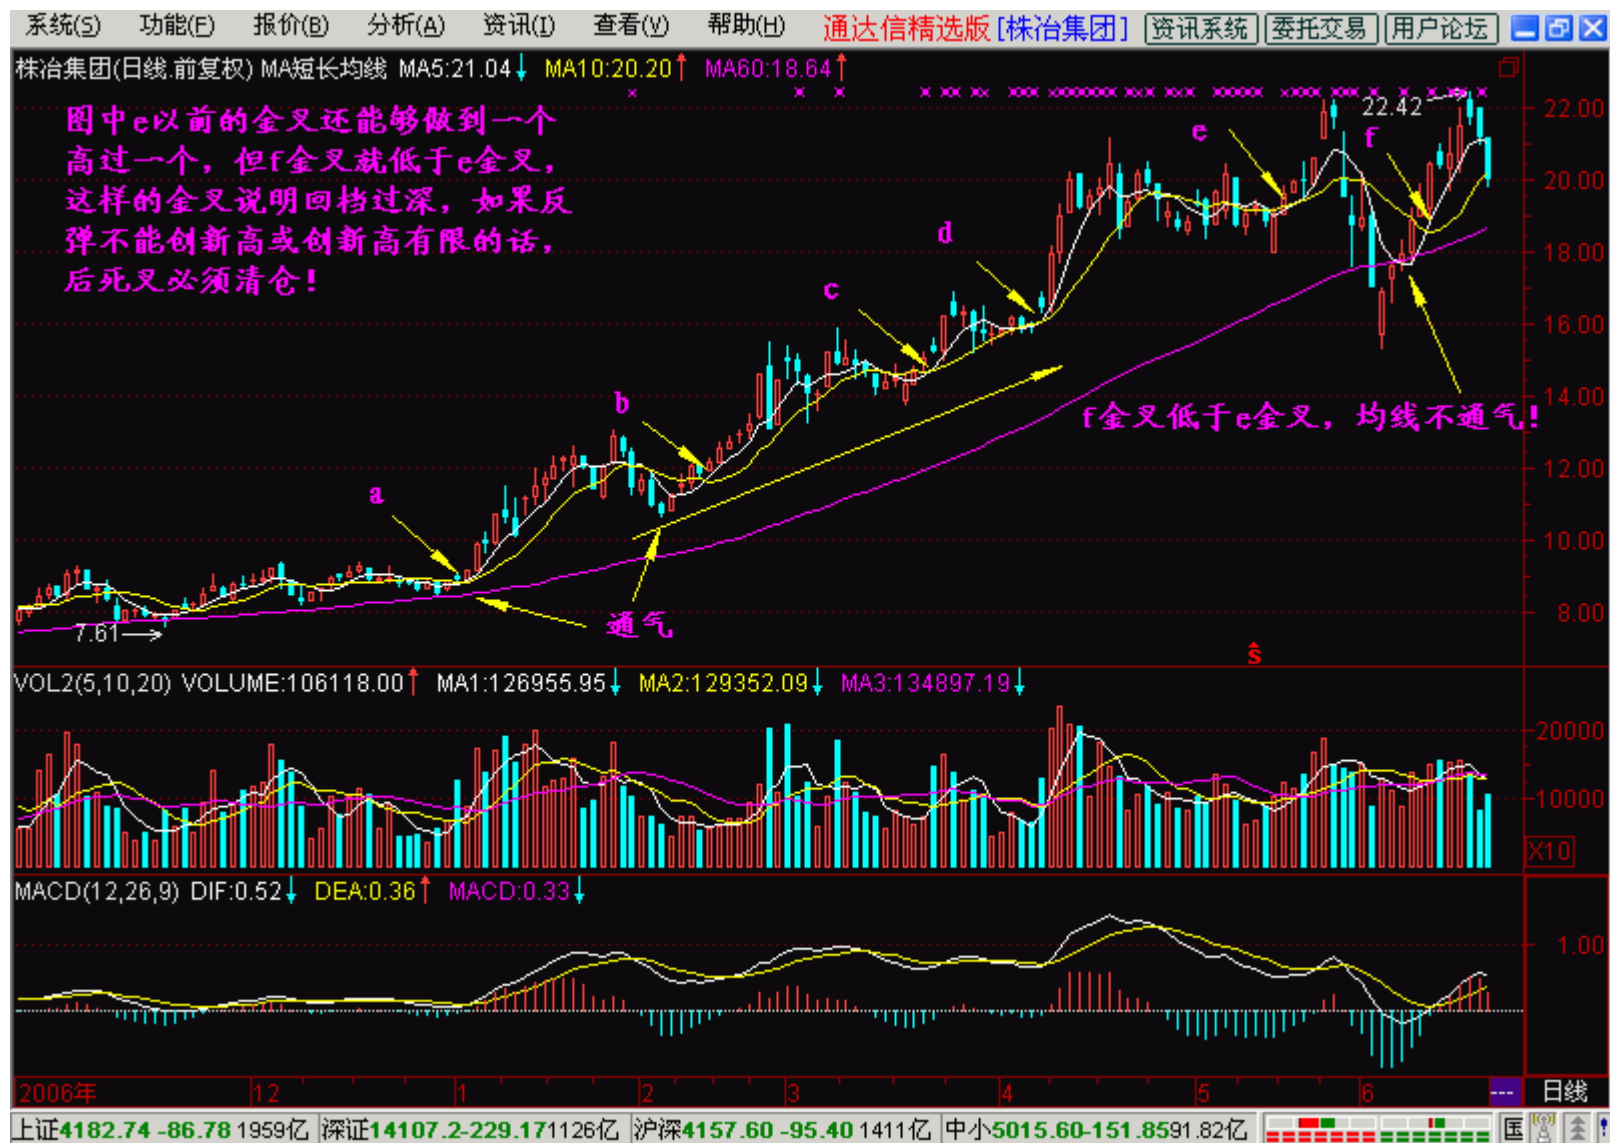 系统(S) 功能(F) 报价(B) 分析(A) 资讯(I) 查看(V) 帮助(H) 通达信精选版 [株冶集团] 资讯系统 委托交易 用户论坛
株冶集团(日线.前复权) MA短长均线 MA5:21.04↓ MA10:20.20↑ MA60:18.64↑
图中e以前的金叉还能够做到一个
高过一个，但f金叉就低于e金叉，
这样的金叉说明回档过深，如果反
弹不能创新高或创新高有限的话，
后死叉必须清仓！
22.42
22.00
e
f
20.00
d
18.00
c
16.00
14.00
b
f金叉低于e金叉，均线不通气！
12.00
a
10.00
8.00
通气
7.61
S
VOL2(5,10,20) VOLUME:106118.00↑ MA1:126955.95↓ MA2:129352.09↓ MA3:134897.19↓
20000
10000
X10
MACD(12,26,9) DIF:0.52↓ DEA:0.36↑ MACD:0.33↓
1.00
2006年 12 1 2 3 4 5 6 --- 日线
上证4182.74 -86.78 1959亿 深证14107.2-229.171126亿 沪深4157.60 -95.40 1411亿 中小5015.60-151.8591.82亿